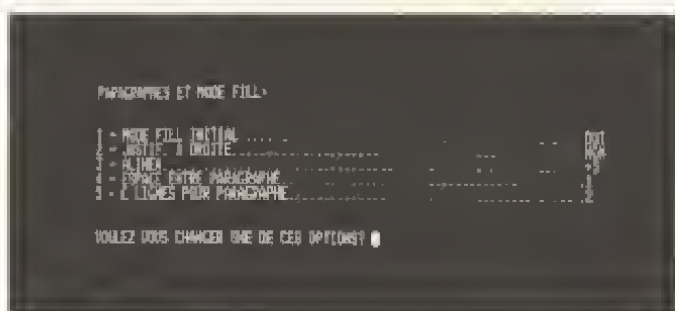 PARAGRAPHES ET MODE FILL:
1 - MODE FILL INITIAL
2 - JUSTIF. A DROITE
3 - ALINEA
4 - ESPACE ENTRE PARAGRAPHE
5 - £ LIGNES POUR PARAGRAPHE
VOULEZ VOUS CHANGER UNE DE CES OPTIONS?